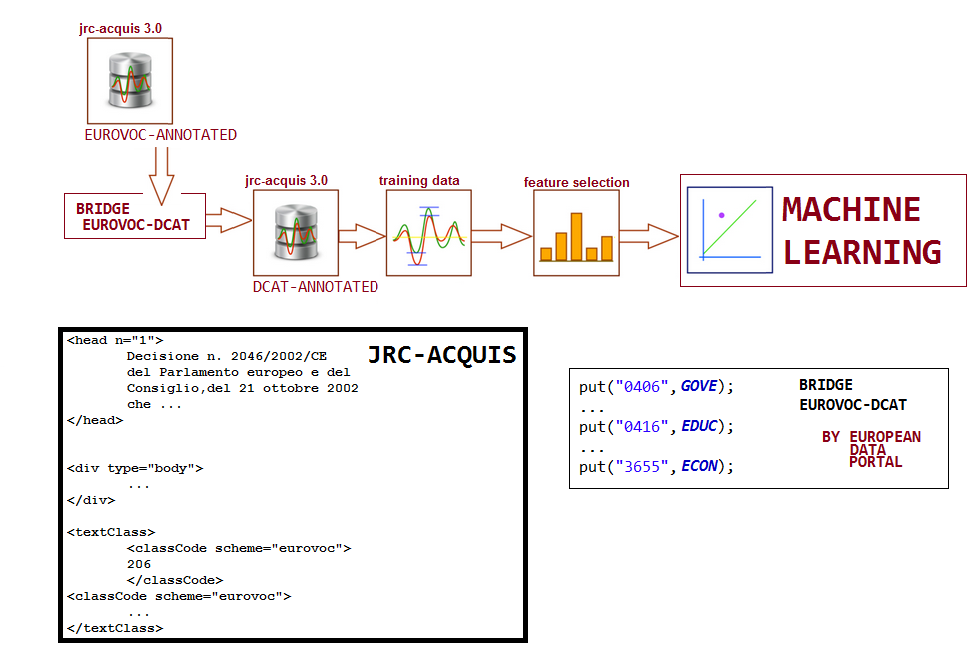 jrc-acquis 3.0
EUROVOC-ANNOTATED
BRIDGE
EUROVOC-DCAT
jrc-acquis 3.0
DCAT-ANNOTATED
training data
feature selection
MACHINE
LEARNING
JRC-ACQUIS
<head n="1">
Decisione n. 2046/2002/CE
del Parlamento europeo e del
Consiglio,del 21 ottobre 2002
che ...
</head>
<div type="body">
...
</div>
<textClass>
<classCode scheme="eurovoc">
206
</classCode>
<classCode scheme="eurovoc">
...
</textClass>
put("0406",GOVE);
...
put("0416",EDUC);
...
put("3655",ECON);
BRIDGE
EUROVOC-DCAT
BY EUROPEAN
DATA
PORTAL